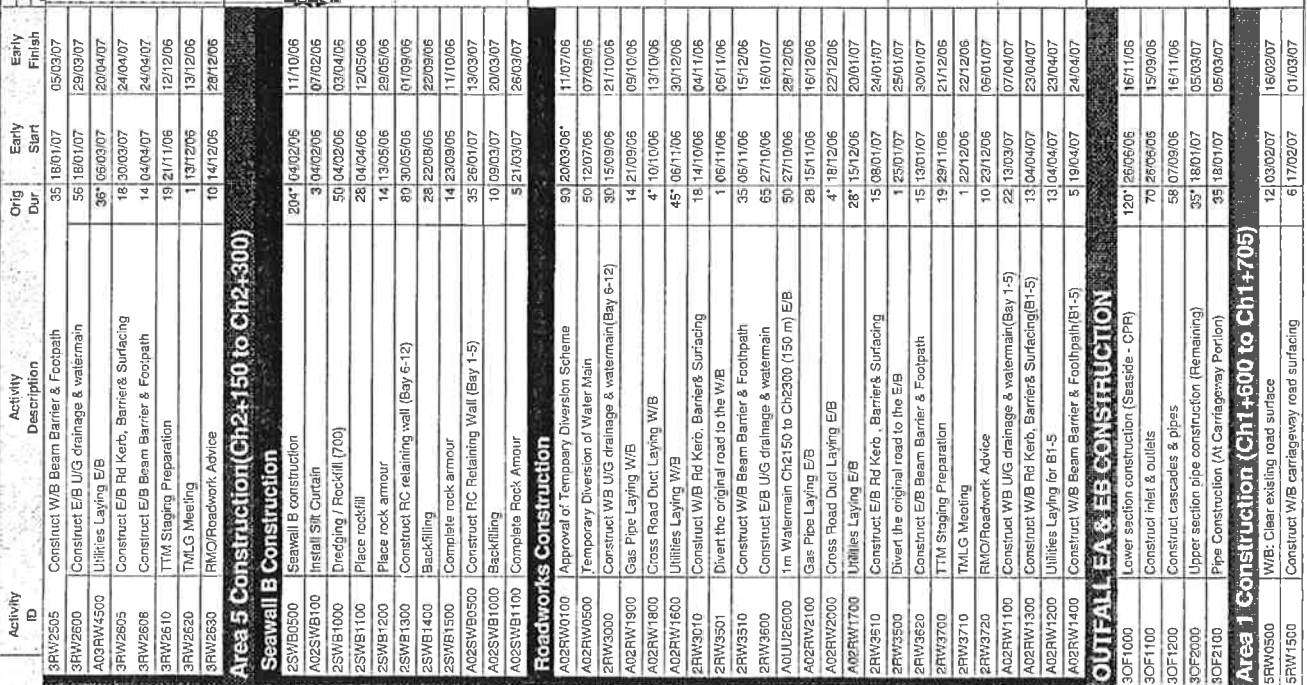 Activity ID Activity Description Orig Dur Early Start Early Finish
3RW2505 Construct W/B Beam Barrier & Footpath 35 18/01/07 05/03/07
3RW2600 Construct E/B U/G drainage & watermain 56 18/01/07 29/03/07
A03RW4500 Utilities Laying E/B 36* 06/03/07 20/04/07
3RW2605 Construct E/B Rd Kerb, Barrier& Surfacing 18 30/03/07 24/04/07
3RW2608 Construct E/B Beam Barrier & Footpath 14 04/04/07 24/04/07
3RW2610 TTM Staging Preparation 19 21/11/06 12/12/06
3RW2620 TMLG Meeting 1 13/12/06 13/12/06
3RW2630 RMO/Roadwork Advice 10 14/12/06 28/12/06
Area 5 Construction(Ch2+150 to Ch2+300)
Seawall B Construction
2SWB0500 Seawall B construction 204* 04/02/06 11/10/06
A02SWB100 Install Silt Curtain 3 04/02/06 07/02/06
2SWB1000 Dredging / Rockfill (700) 50 04/02/06 03/04/06
2SWB1100 Place rockfill 28 04/04/06 12/05/06
2SWB1200 Place rock armour 14 13/05/06 29/05/06
2SWB1300 Construct RC retaining wall (Bay 6-12) 80 30/05/06 01/09/06
2SWB1400 Backfilling 28 22/08/06 22/09/06
2SWB1500 Complete rock armour 14 23/09/06 11/10/06
A02SWB0500 Construct RC Retaining Wall (Bay 1-5) 35 26/01/07 13/03/07
A02SWB1000 Backfilling 10 09/03/07 20/03/07
A02SWB1100 Complete Rock Amour 5 21/03/07 26/03/07
Roadworks Construction
A02RW0100 Approval of Tempoary Diversion Scheme 90 20/03/06* 11/07/06
A02RW0500 Temporary Diversion of Water Main 50 12/07/06 07/09/06
2RW3000 Construct WB U/G drainage & watermain(Bay 6-12) 30 15/09/06 21/10/06
A02RW1900 Gas Pipe Laying W/B 14 21/09/06 09/10/06
A02RW1800 Cross Road Duct Laying W/B 4* 10/10/06 13/10/06
A02RW1600 Utilities Laying W/B 45* 06/11/06 30/12/06
2RW3010 Construct W/B Rd Kerb, Barrier& Surfacing 18 14/10/06 04/11/06
2RW3501 Divert the original road to the W/B 1 06/11/06 06/11/06
2RW3510 Construct W/B Beam Barrier & Foothpath 35 06/11/06 15/12/06
2RW3600 Construct E/B U/G drainage & watermain 65 27/10/06 16/01/07
A0UU26000 1m Watermain Ch2150 to Ch2300 (150 m) E/B 50 27/10/06 28/12/06
A02RW2100 Gas Pipe Laying E/B 28 15/11/06 16/12/06
A02RW2000 Cross Road Duc Laying E/B 4* 18/12/06 22/12/06
A02RW1700 Utilities Laying E/B 28* 15/12/06 20/01/07
2RW3610 Construct E/B Rd Kerb , Barrier& Surfacing 15 08/01/07 24/01/07
2RW3500 Divert the original road to the E/B 1 25/01/07 25/01/07
2RW3620 Construct E/B Beam Barrier & Footpath 15 13/01/07 30/01/07
2RW3700 TTM Staging Preparation 19 29/11/06 21/12/06
2RW3710 TMLG Meeting 1 22/12/06 22/12/06
2RW3720 RMO/Roadwork Advice 10 23/12/06 06/01/07
A02RW1100 Construct WB U/G drainage & watermain(Bay 1-5) 22 13/03/07 07/04/07
A02RW1300 Construct W/B Rd Kerb, Barrier& Surfacing(B1-5) 13 04/04/07 23/04/07
A02RW1200 Utilities Laying for B1-5 13 04/04/07 23/04/07
A02RW1400 Construct W/B Beam Barrier & Foothpath(B1-5) 5 19/04/07 24/04/07
OUTFALL EA & EB CONSTRUCTION
3OF1000 Lower section construction (Seaside - CPR) 120* 26/06/06 16/11/06
3OF1100 Construct inlet & outlets 70 26/06/06 15/09/06
3OF1200 Construct cascades & pipes 58 07/09/06 16/11/06
3OF2000 Upper section pipe construction (Remaining) 35* 18/01/07 05/03/07
3OF2100 Pipe Construction (At Carriageway Portion) 35 18/01/07 05/03/07
Area 1 Construction (Ch1+600 to Ch1+705)
5RW0500 W/B: Clear existing road surface 12 03/02/07 16/02/07
5RW1500 Construct W/B carriageway road surfacing 6 17/02/07 01/03/07